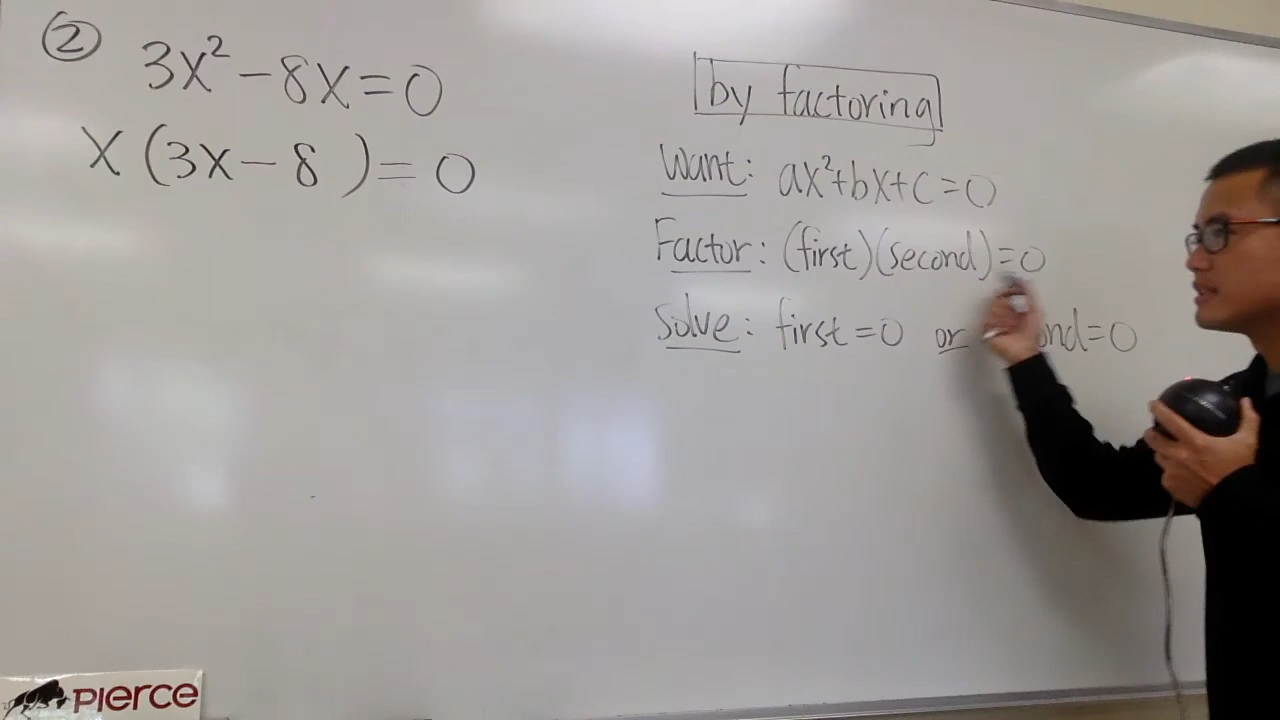 ② 3x² - 8x = 0
x (3x - 8) = 0
by factoring
Want: ax²+bx+c = 0
Factor: (first)(second) = 0
Solve: first = 0 or ond = 0
PIERCE